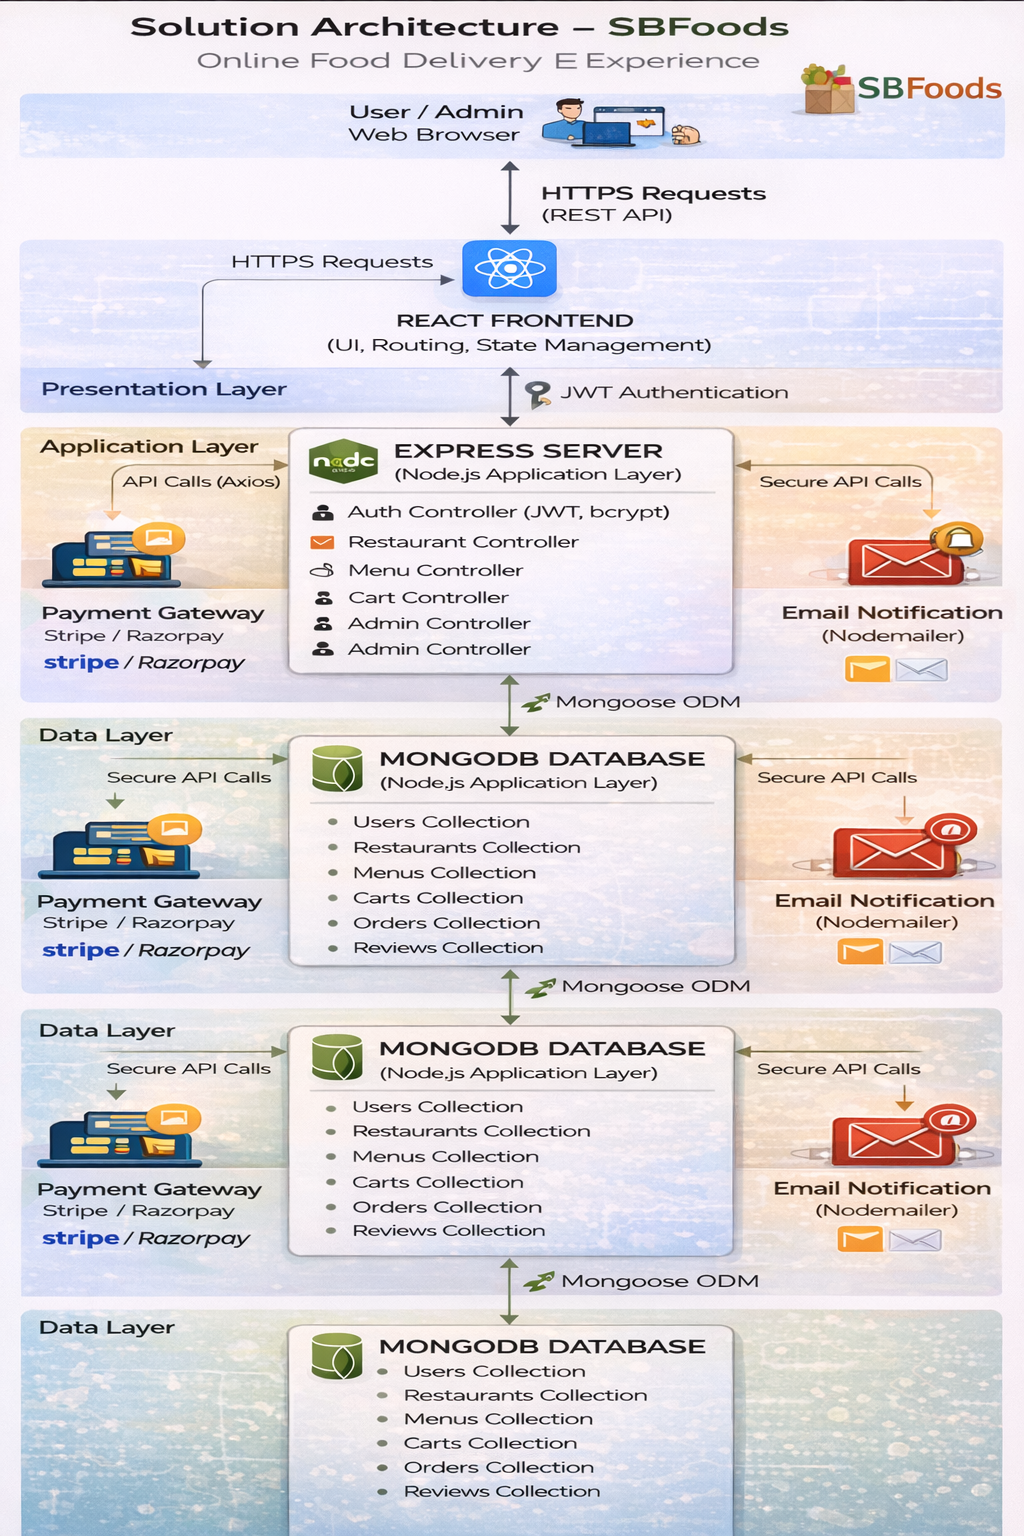 Solution Architecture – SBFoods
Online Food Delivery E Experience
SBFoods
User / Admin
Web Browser
HTTPS Requests
(REST API)
HTTPS Requests
REACT FRONTEND
(UI, Routing, State Management)
Presentation Layer
JWT Authentication
Application Layer
API Calls (Axios)
EXPRESS SERVER
(Node.js Application Layer)
Auth Controller (JWT, bcrypt)
Restaurant Controller
Menu Controller
Cart Controller
Admin Controller
Admin Controller
Secure API Calls
Payment Gateway
Stripe / Razorpay
stripe / Razorpay
Email Notification
(Nodemailer)
Mongoose ODM
Data Layer
Secure API Calls
MONGODB DATABASE
(Node.js Application Layer)
Users Collection
Restaurants Collection
Menus Collection
Carts Collection
Orders Collection
Reviews Collection
Secure API Calls
Payment Gateway
Stripe / Razorpay
stripe / Razorpay
Email Notification
(Nodemailer)
Mongoose ODM
Data Layer
Secure API Calls
MONGODB DATABASE
(Node.js Application Layer)
Users Collection
Restaurants Collection
Menus Collection
Carts Collection
Orders Collection
Reviews Collection
Secure API Calls
Payment Gateway
Stripe / Razorpay
stripe / Razorpay
Email Notification
(Nodemailer)
Mongoose ODM
Data Layer
MONGODB DATABASE
Users Collection
Restaurants Collection
Menus Collection
Carts Collection
Orders Collection
Reviews Collection